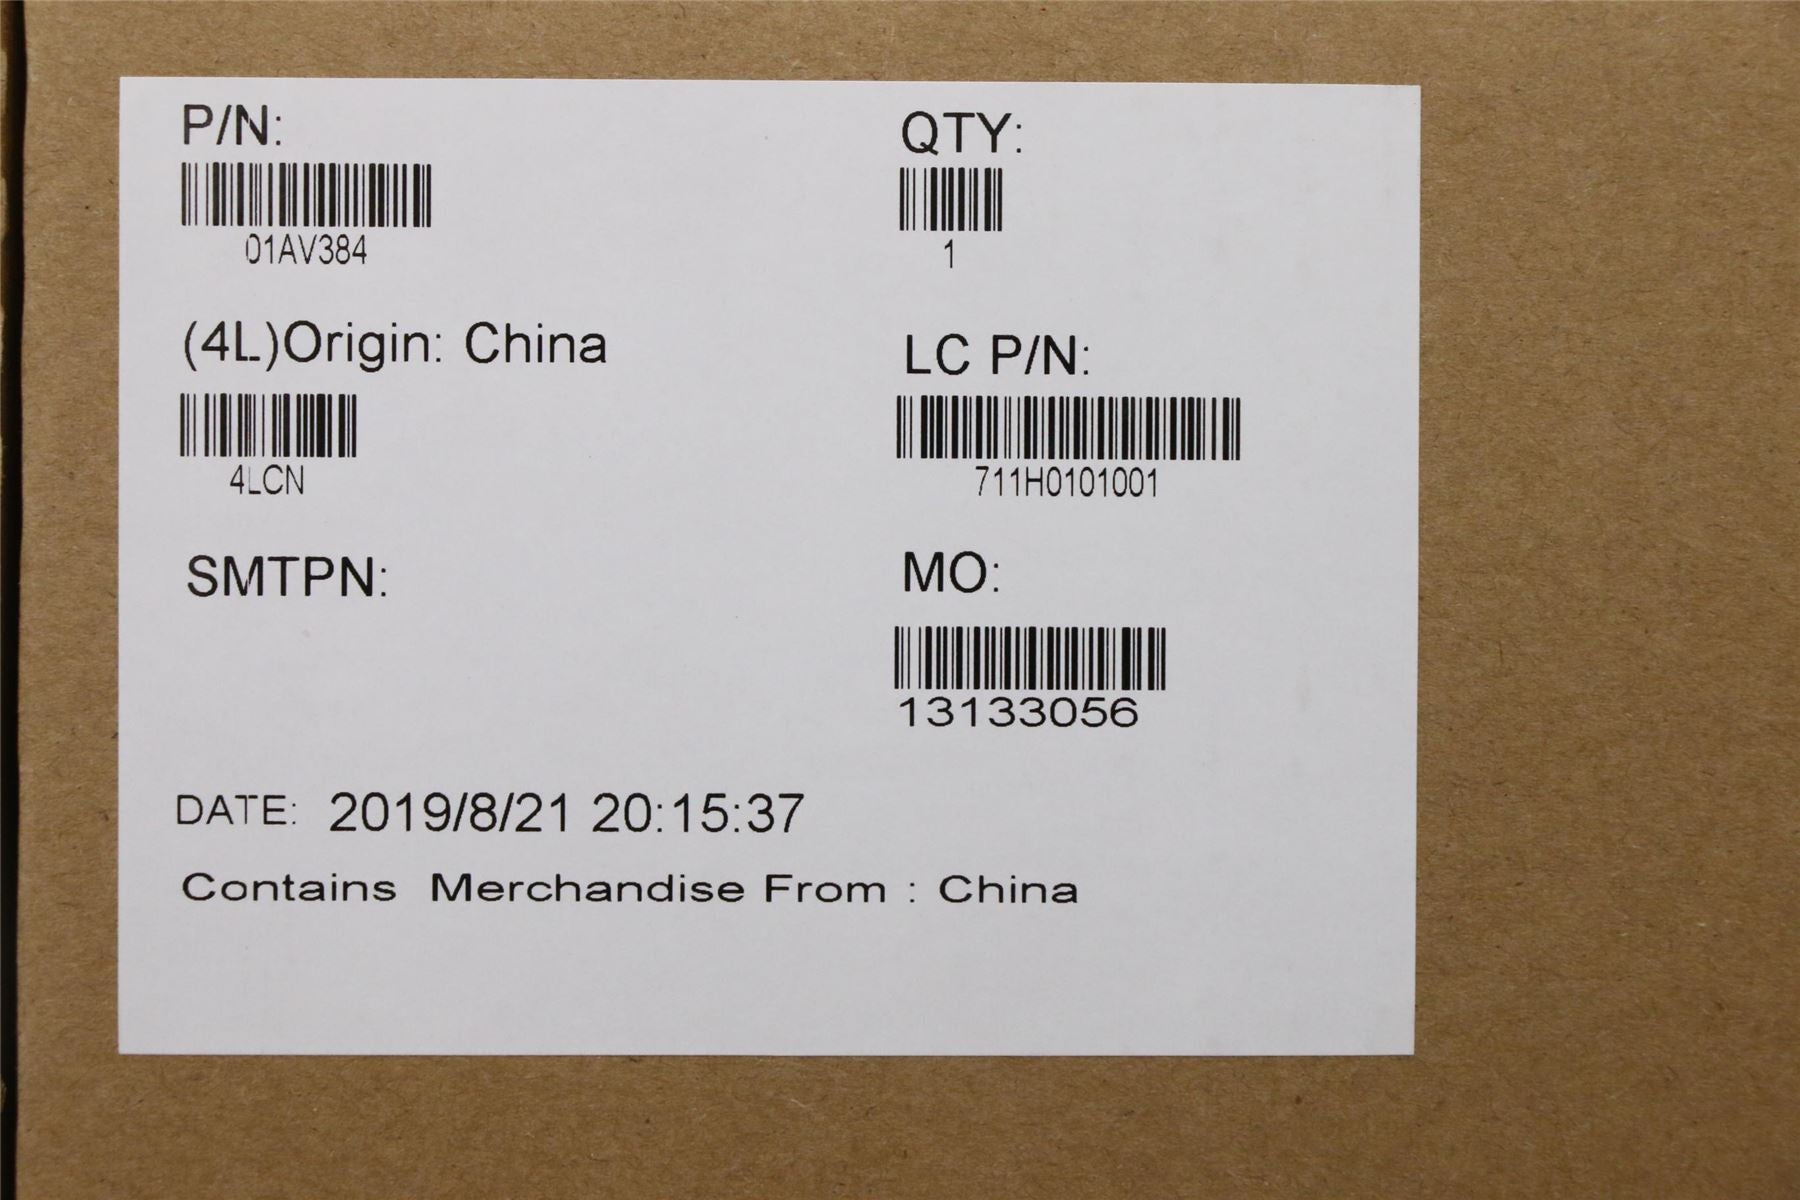 P/N:
01AV384
QTY:
1
(4L)Origin: China
4LCN
LC P/N:
711H0101001
SMTPN:
MO:
13133056
DATE: 2019/8/21 20:15:37
Contains Merchandise From : China